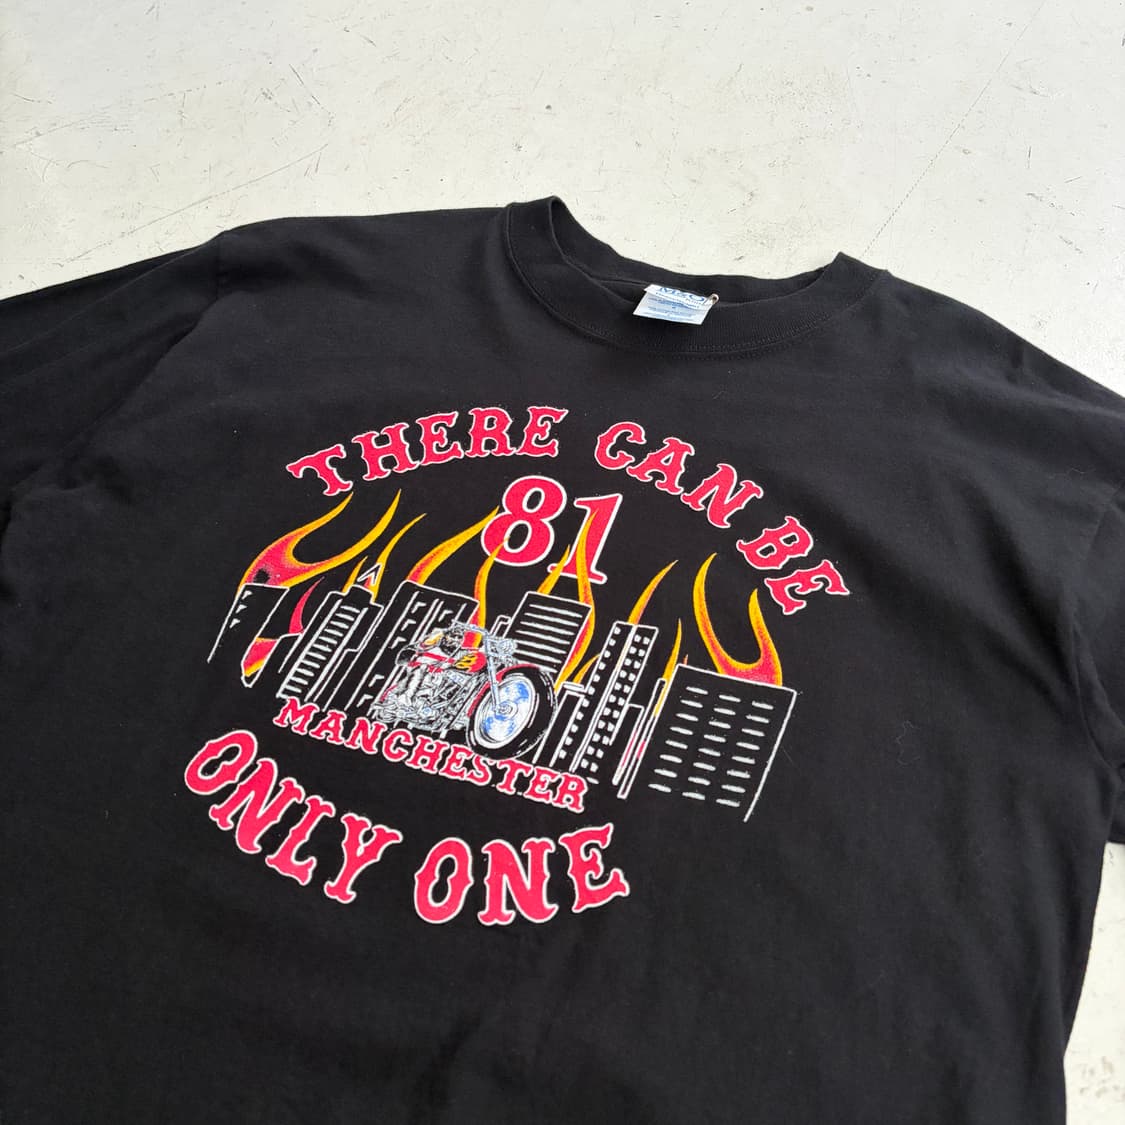 M&O
THERE CAN BE
81
MANCHESTER
ONLY ONE